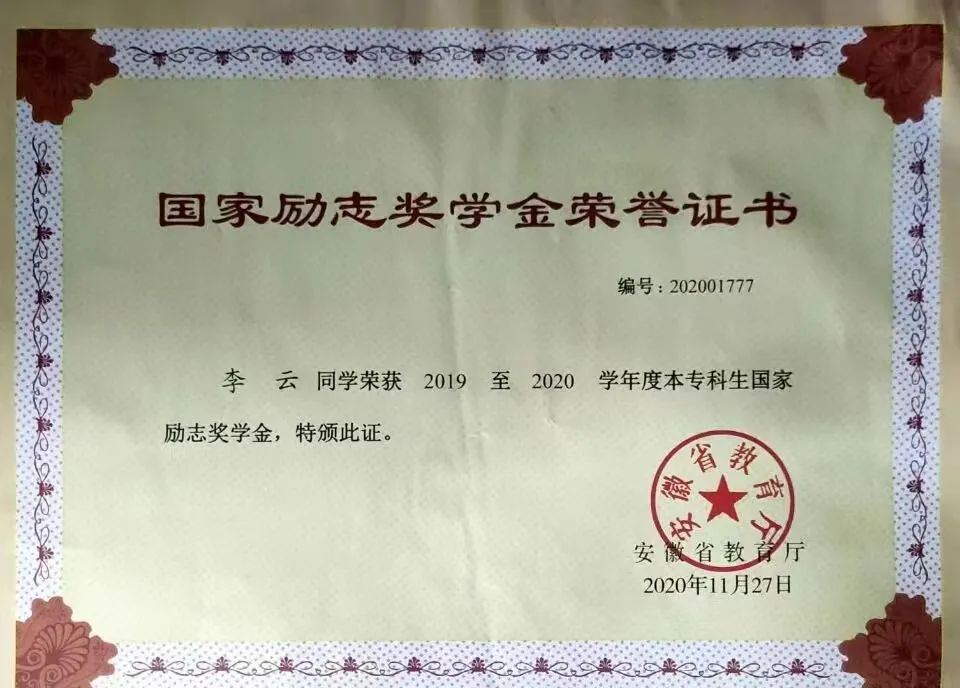 国家励志奖学金荣誉证书
编号：202001777
李 云 同学荣获 2019 至 2020 学年度本专科生国家
励志奖学金，特颁此证。
安徽省教育厅
安徽省教育厅
2020年11月27日